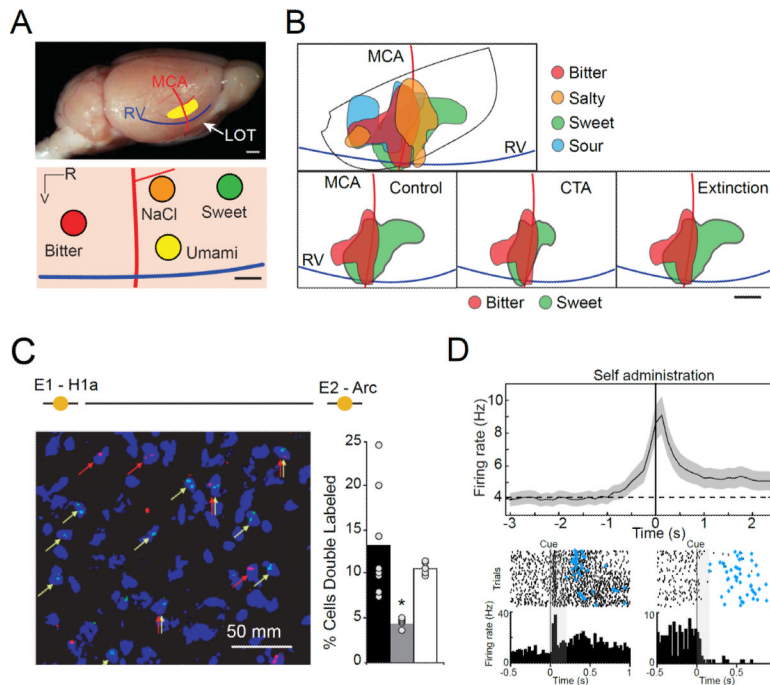 A
MCA
RV
LOT
R
V
NaCl
Sweet
Bitter
Umami
B
MCA
Bitter
Salty
Sweet
Sour
RV
MCA
Control
CTA
Extinction
RV
Bitter
Sweet
C
E1 - H1a
E2 - Arc
50 mm
% Cells Double Labeled
25
20
15
10
5
0
*
D
Self administration
Firing rate (Hz)
10
8
6
4
-3 -2 -1 0 1 2
Time (s)
Cue
Cue
Trials
Firing rate (Hz)
40
0
10
0
-0.5 0 0.5 1
-0.5 0 0.5
Time (s)
Time (s)